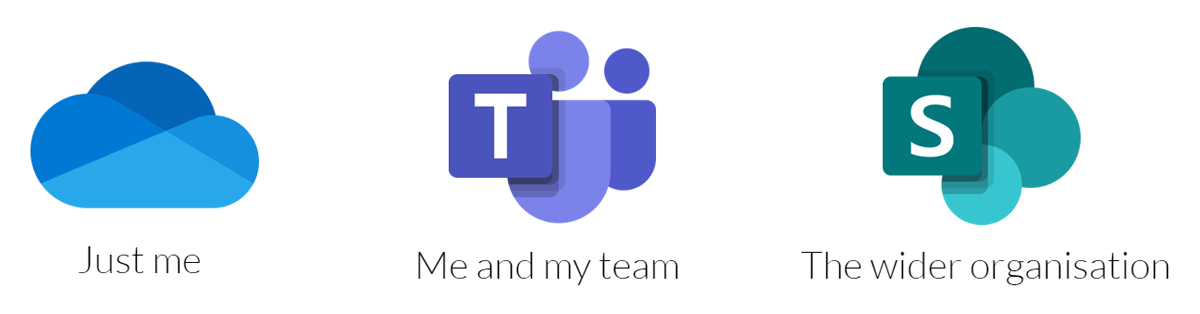 T
S
Just me
Me and my team
The wider organisation